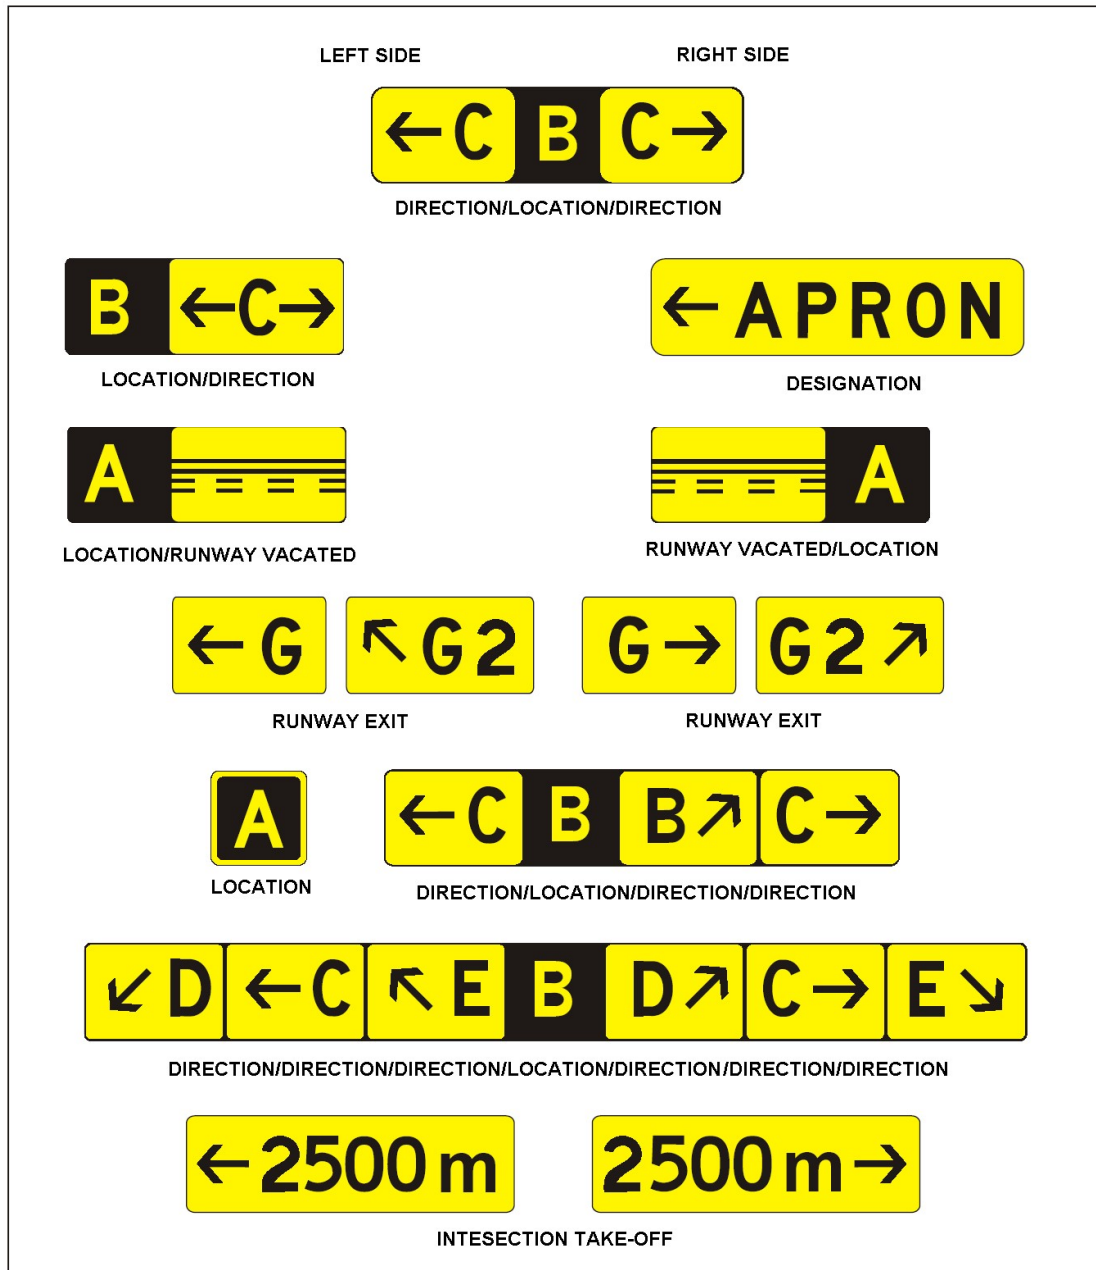 LEFT SIDE RIGHT SIDE
←C B C→
DIRECTION/LOCATION/DIRECTION
B ←C→
←APRON
LOCATION/DIRECTION
DESIGNATION
A
A
LOCATION/RUNWAY VACATED
RUNWAY VACATED/LOCATION
←G ↖G2 G→ G2↗
RUNWAY EXIT RUNWAY EXIT
A
←C B B↗ C→
LOCATION
DIRECTION/LOCATION/DIRECTION/DIRECTION
↙D ←C ↖E B D↗ C→ E↘
DIRECTION/DIRECTION/DIRECTION/LOCATION/DIRECTION/DIRECTION/DIRECTION
←2500m 2500m→
INTESECTION TAKE-OFF